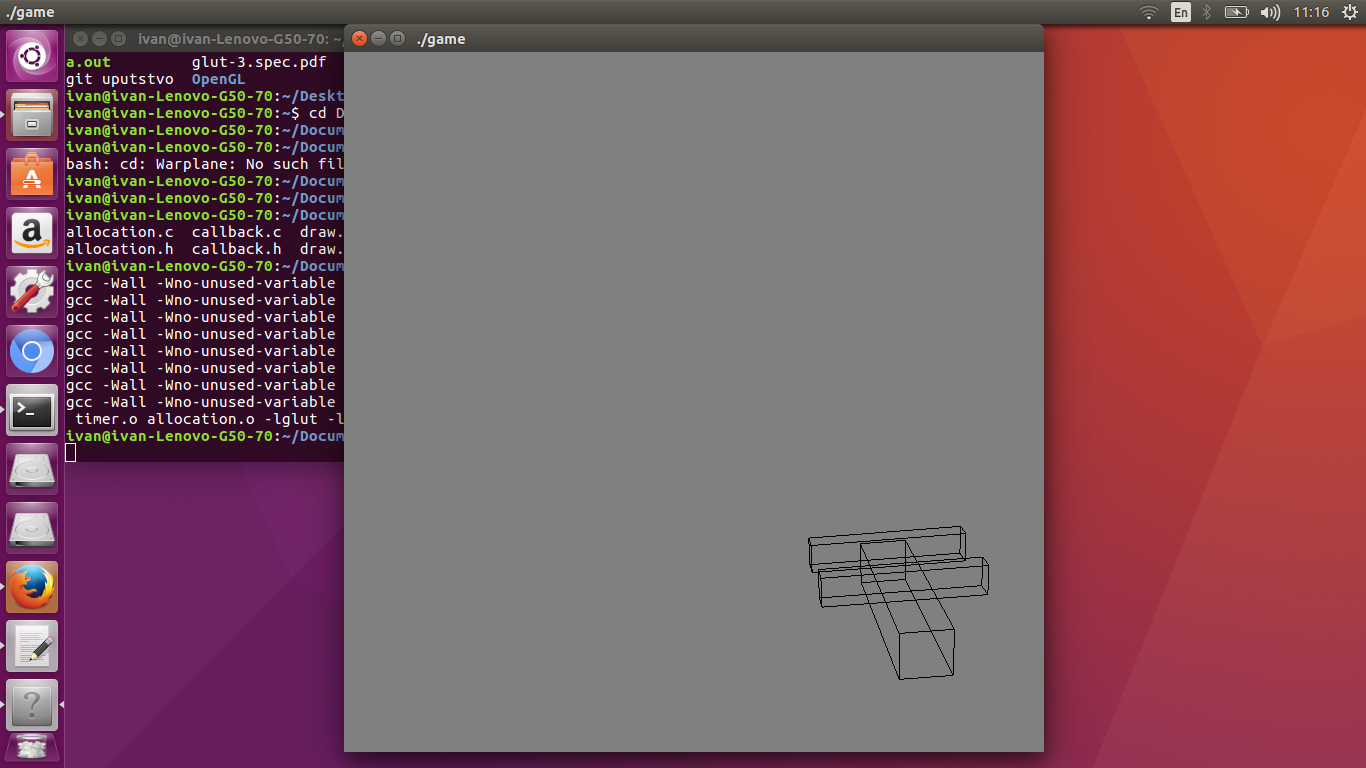 ./game
En
11:16
ivan@ivan-Lenovo-G50-70: ~/
./game
a.out glut-3.spec.pdf
git uputstvo OpenGL
ivan@ivan-Lenovo-G50-70:~/Deskt
ivan@ivan-Lenovo-G50-70:~$ cd D
ivan@ivan-Lenovo-G50-70:~/Docum
ivan@ivan-Lenovo-G50-70:~/Docum
bash: cd: Warplane: No such fil
ivan@ivan-Lenovo-G50-70:~/Docum
ivan@ivan-Lenovo-G50-70:~/Docum
ivan@ivan-Lenovo-G50-70:~/Docum
allocation.c callback.c draw.
allocation.h callback.h draw.
ivan@ivan-Lenovo-G50-70:~/Docum
gcc -Wall -Wno-unused-variable
gcc -Wall -Wno-unused-variable
gcc -Wall -Wno-unused-variable
gcc -Wall -Wno-unused-variable
gcc -Wall -Wno-unused-variable
gcc -Wall -Wno-unused-variable
gcc -Wall -Wno-unused-variable
gcc -Wall -Wno-unused-variable
timer.o allocation.o -lglut -l
ivan@ivan-Lenovo-G50-70:~/Docum